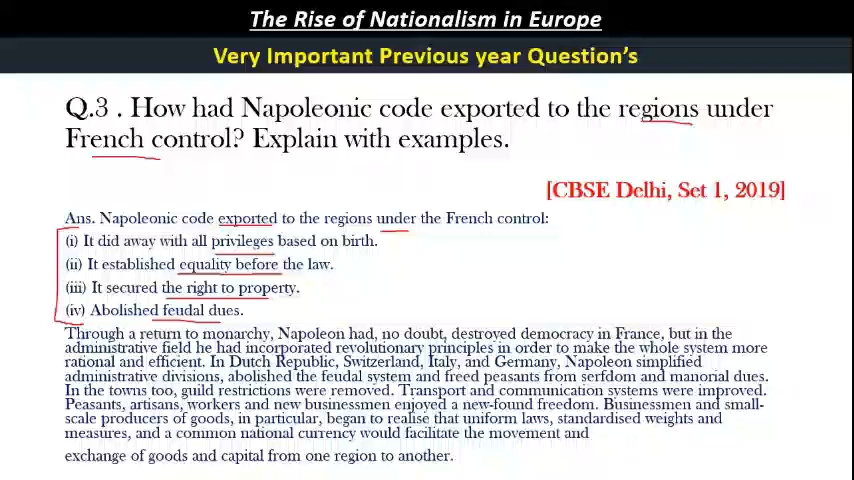 The Rise of Nationalism in Europe
Very Important Previous year Question's
Q.3 . How had Napoleonic code exported to the regions under
French control? Explain with examples.
[CBSE Delhi, Set 1, 2019]
Ans. Napoleonic code exported to the regions under the French control:
(i) It did away with all privileges based on birth.
(ii) It established equality before the law.
(iii) It secured the right to property.
(iv) Abolished feudal dues.
Through a return to monarchy, Napoleon had, no doubt, destroyed democracy in France, but in the
administrative field he had incorporated revolutionary principles in order to make the whole system more
rational and efficient. In Dutch Republic, Switzerland, Italy, and Germany, Napoleon simplified
administrative divisions, abolished the feudal system and freed peasants from serfdom and manorial dues.
In the towns too, guild restrictions were removed. Transport and communication systems were improved.
Peasants, artisans, workers and new businessmen enjoyed a new-found freedom. Businessmen and small-
scale producers of goods, in particular, began to realise that uniform laws, standardised weights and
measures, and a common national currency would facilitate the movement and
exchange of goods and capital from one region to another.